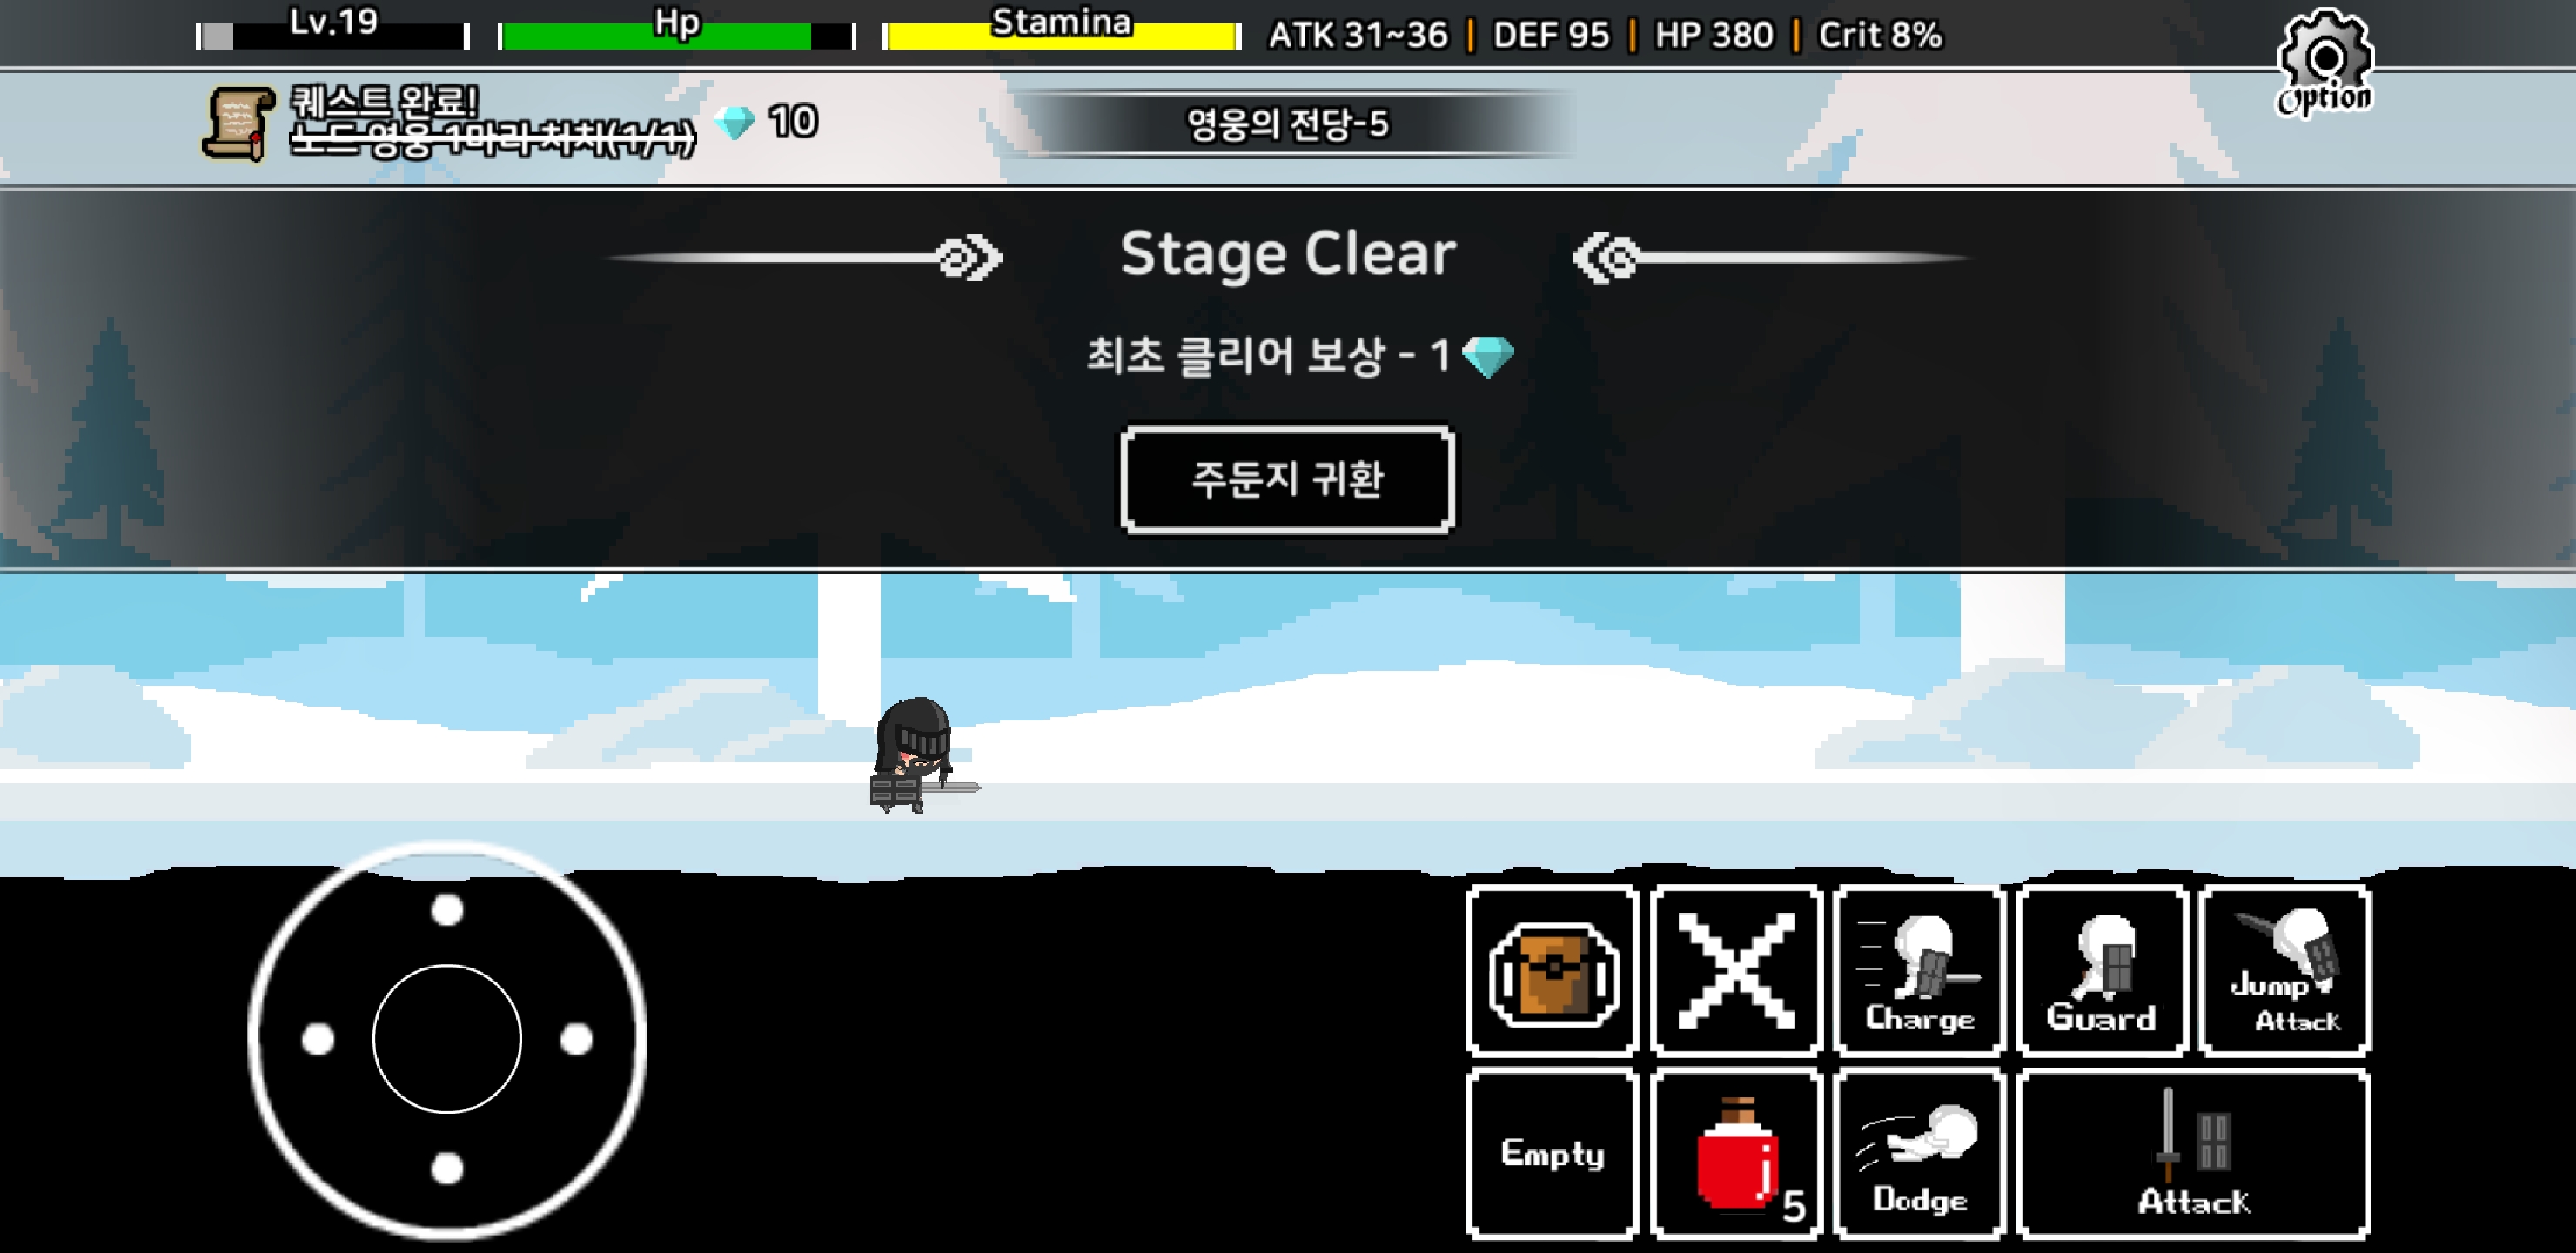 Lv.19
Hp
Stamina
ATK 31~36 | DEF 95 | HP 380 | Crit 8%
Option
퀘스트 완료!
노드 영웅 1마리 처치(1/1)
10
영웅의 전당-5
Stage Clear
최초 클리어 보상 - 1
주둔지 귀환
Charge
Guard
Jump
Attack
Empty
5
Dodge
Attack